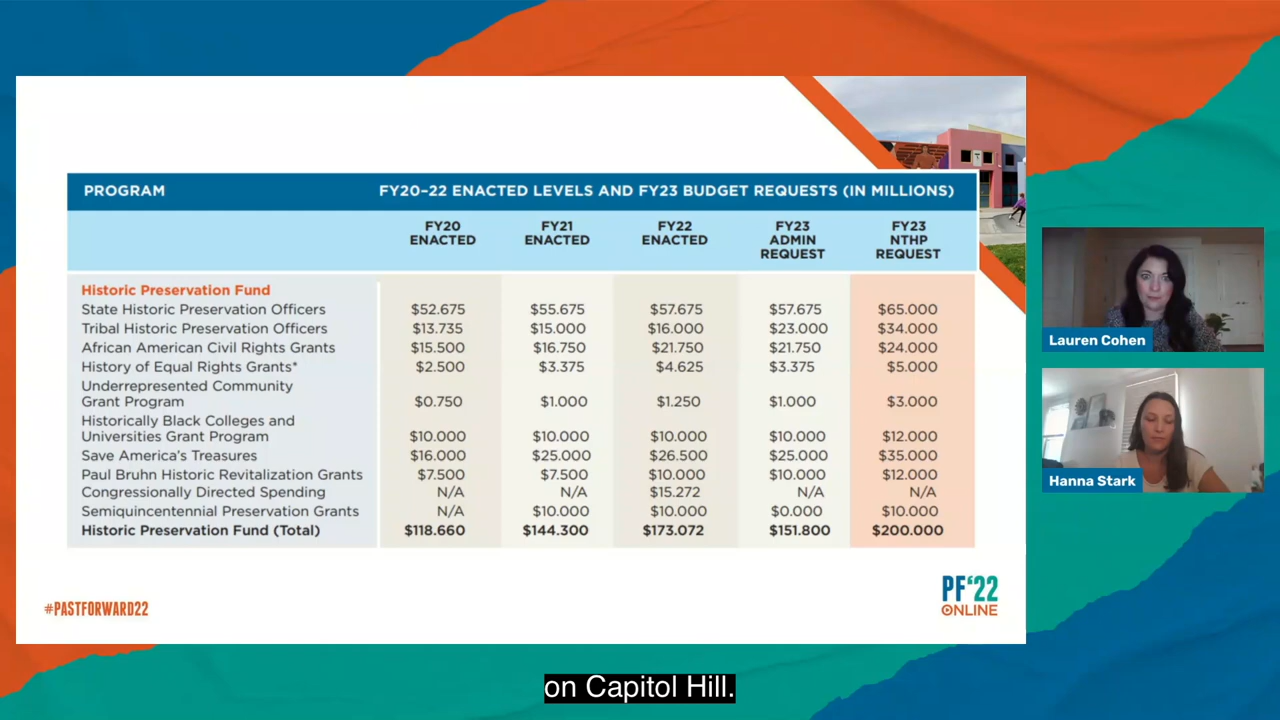 PROGRAM FY20–22 ENACTED LEVELS AND FY23 BUDGET REQUESTS (IN MILLIONS)
FY20 ENACTED FY21 ENACTED FY22 ENACTED FY23 ADMIN REQUEST FY23 NTHP REQUEST
Historic Preservation Fund
State Historic Preservation Officers $52.675 $55.675 $57.675 $57.675 $65.000
Tribal Historic Preservation Officers $13.735 $15.000 $16.000 $23.000 $34.000
African American Civil Rights Grants $15.500 $16.750 $21.750 $21.750 $24.000
History of Equal Rights Grants* $2.500 $3.375 $4.625 $3.375 $5.000
Underrepresented Community
Grant Program $0.750 $1.000 $1.250 $1.000 $3.000
Historically Black Colleges and
Universities Grant Program $10.000 $10.000 $10.000 $10.000 $12.000
Save America's Treasures $16.000 $25.000 $26.500 $25.000 $35.000
Paul Bruhn Historic Revitalization Grants $7.500 $7.500 $10.000 $10.000 $12.000
Congressionally Directed Spending N/A N/A $15.272 N/A N/A
Semiquincentennial Preservation Grants N/A $10.000 $10.000 $0.000 $10.000
Historic Preservation Fund (Total) $118.660 $144.300 $173.072 $151.800 $200.000
#PASTFORWARD22
PF'22
ONLINE
Lauren Cohen
Hanna Stark
on Capitol Hill.